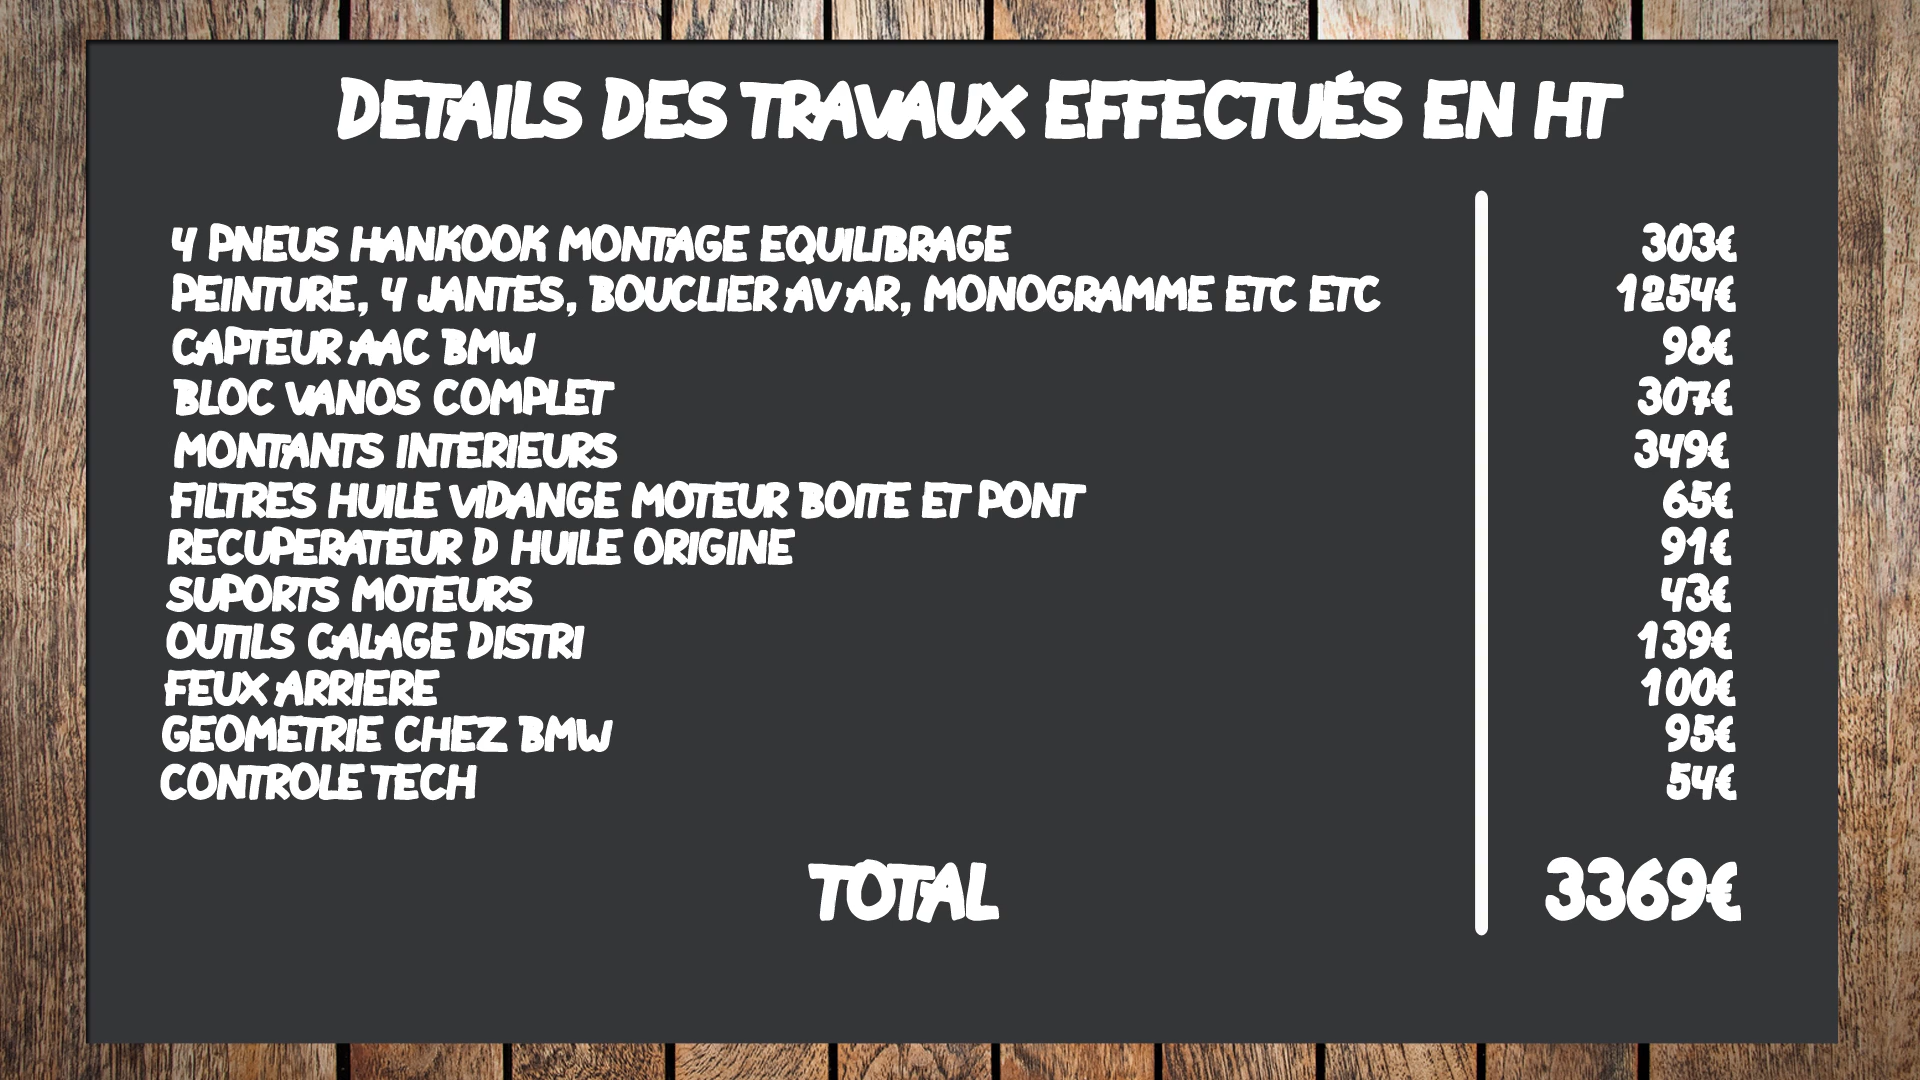 DETAILS DES TRAVAUX EFFECTUÉS EN HT
4 PNEUS HANKOOK MONTAGE EQUILIBRAGE 303€
PEINTURE, 4 JANTES, BOUCLIER AV AR, MONOGRAMME ETC ETC 1254€
CAPTEUR AAC BMW 98€
BLOC VANOS COMPLET 307€
MONTANTS INTERIEURS 349€
FILTRES HUILE VIDANGE MOTEUR BOITE ET PONT 65€
RECUPERATEUR D HUILE ORIGINE 91€
SUPORTS MOTEURS 43€
OUTILS CALAGE DISTRI 139€
FEUX ARRIERE 100€
GEOMETRIE CHEZ BMW 95€
CONTROLE TECH 54€
TOTAL 3369€